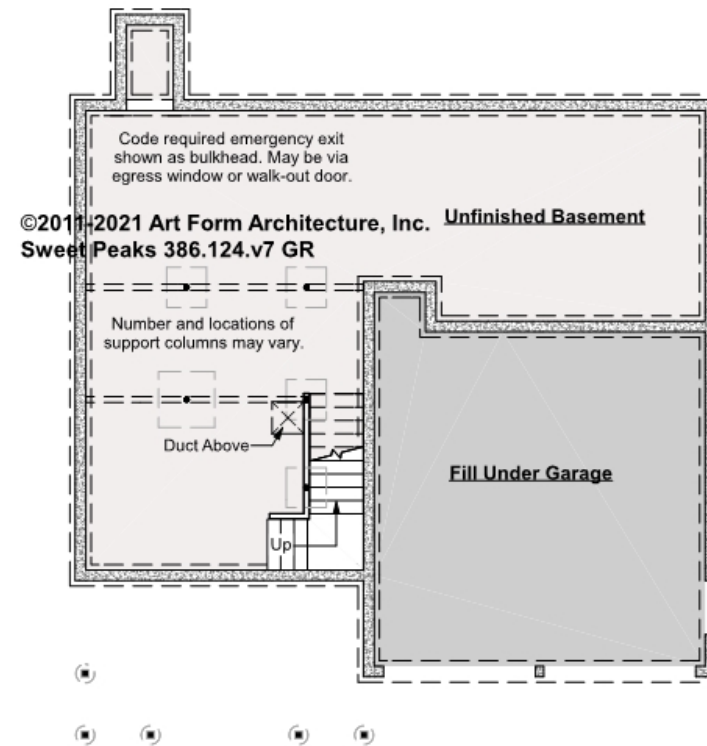 Code required emergency exit
shown as bulkhead. May be via
egress window or walk-out door.
©2011-2021 Art Form Architecture, Inc.
Sweet Peaks 386.124.v7 GR
Unfinished Basement
Number and locations of
support columns may vary.
Duct Above
Fill Under Garage
Up